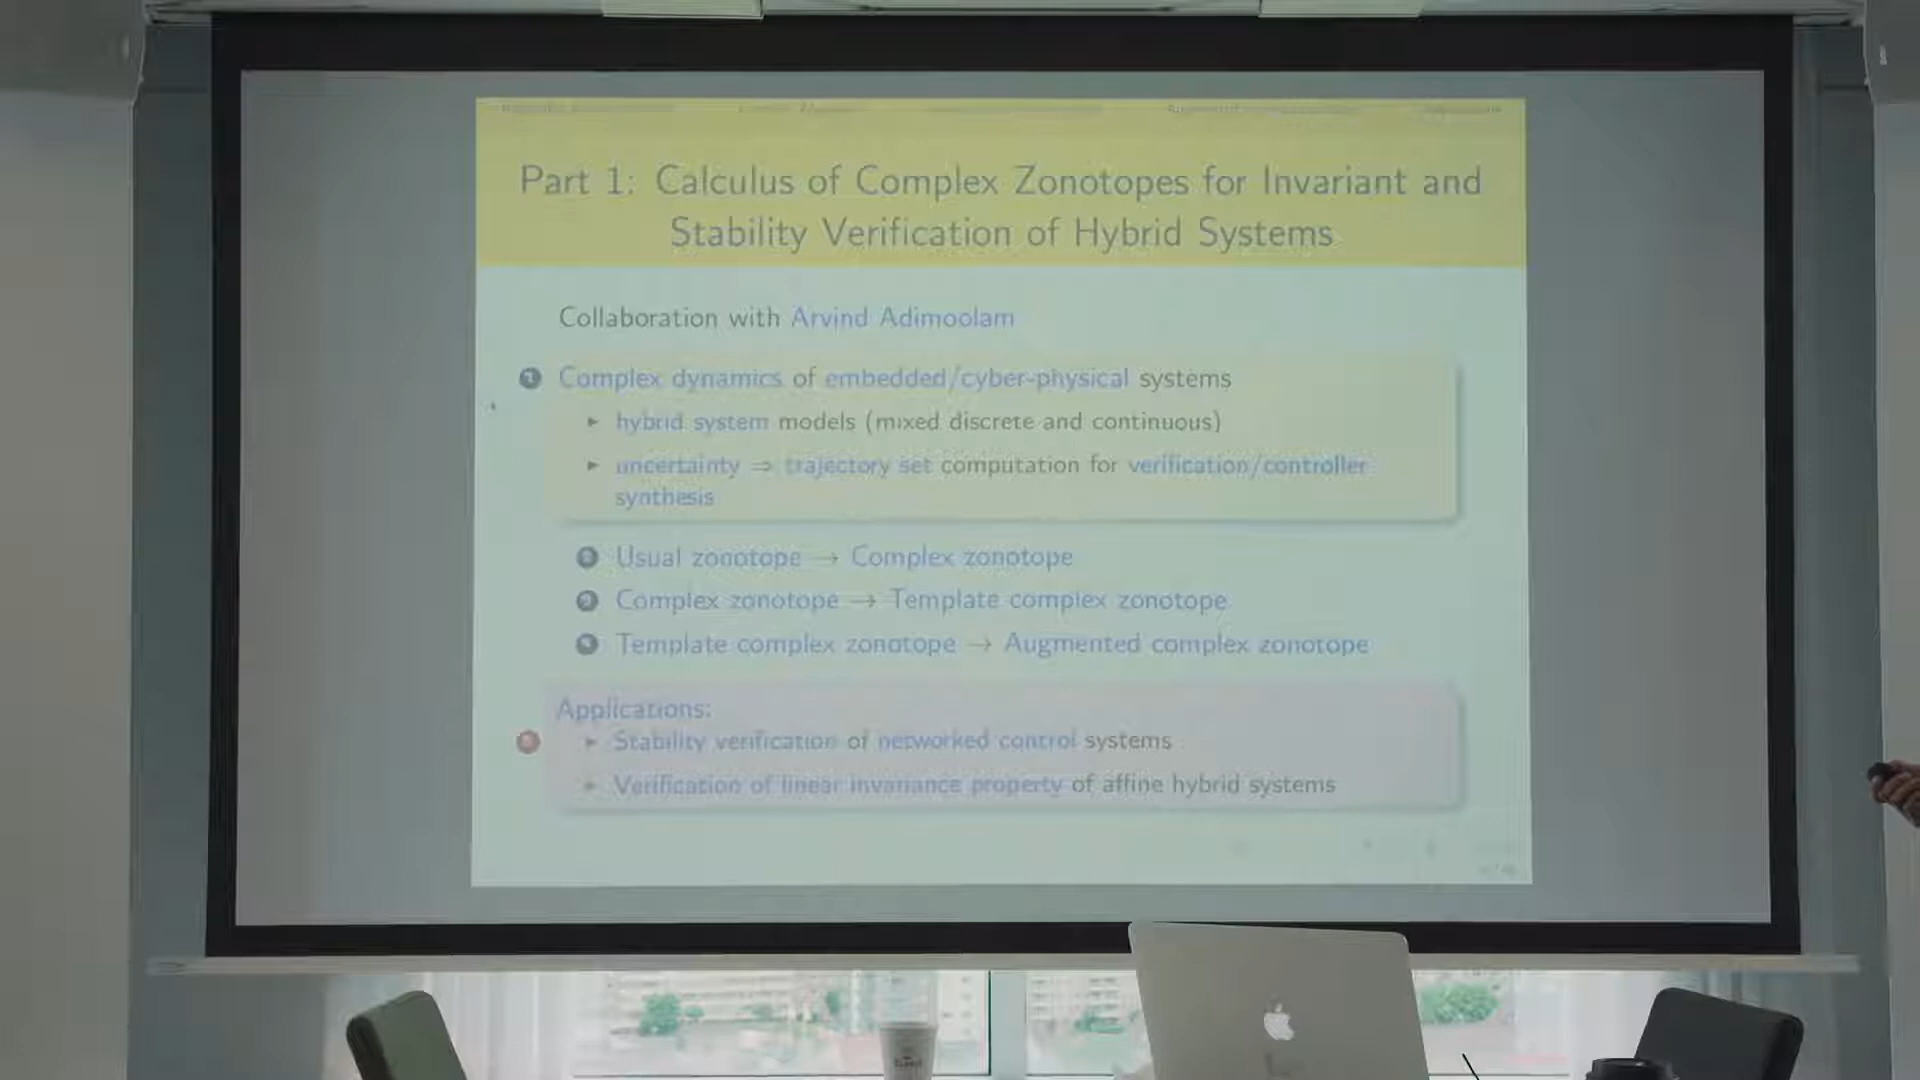 Part 1: Calculus of Complex Zonotopes for Invariant and
Stability Verification of Hybrid Systems
Collaboration with Arvind Adimoolam
1 Complex dynamics of embedded/cyber-physical systems
► hybrid system models (mixed discrete and continuous)
► uncertainty ⇒ trajectory set computation for verification/controller
synthesis
Usual zonotope → Complex zonotope
Complex zonotope → Template complex zonotope
Template complex zonotope → Augmented complex zonotope
Applications:
► Stability verification of networked control systems
► Verification of linear invariance property of affine hybrid systems